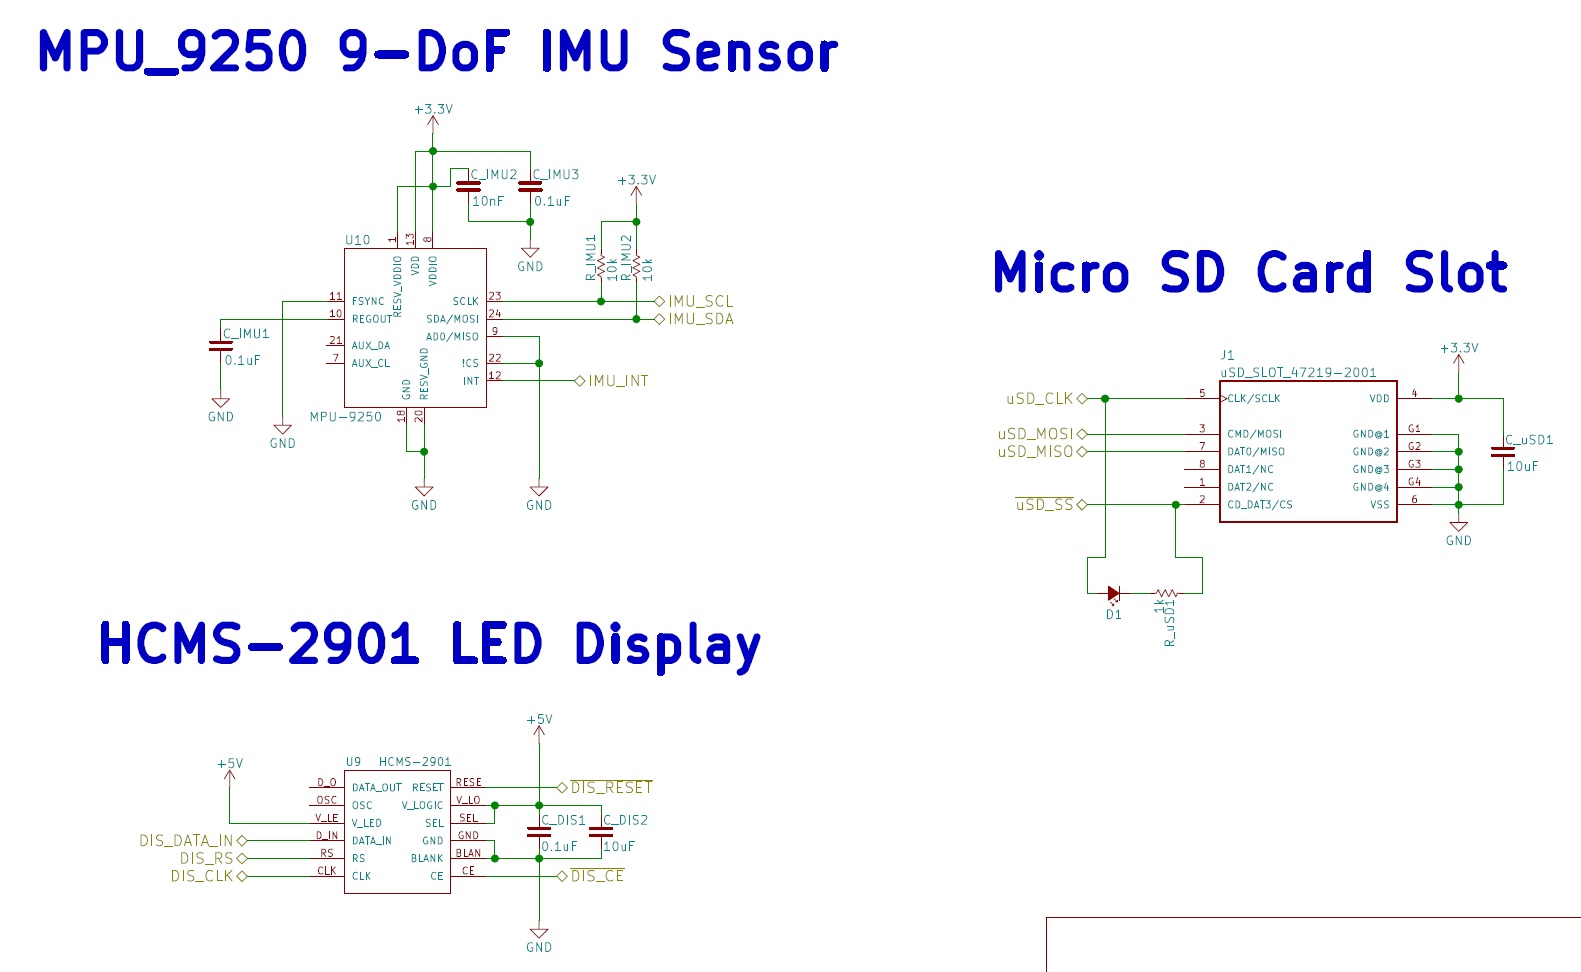 MPU_9250 9-DoF IMU Sensor
+3.3V
C_IMU2
10nF
C_IMU3
0.1uF
GND
+3.3V
R_IMU1
10k
R_IMU2
10k
U10
1
13
8
RESV_VDDIO
VDD
VDDIO
11 FSYNC
10 REGOUT
21 AUX_DA
7 AUX_CL
SCLK 23
SDA/MOSI 24
AD0/MISO 9
!CS 22
INT 12
GND
RESV_GND
18
20
MPU-9250
IMU_SCL
IMU_SDA
IMU_INT
C_IMU1
0.1uF
GND
GND
GND
GND
Micro SD Card Slot
J1
uSD_SLOT_47219-2001
+3.3V
uSD_CLK
uSD_MOSI
uSD_MISO
uSD_SS
5 CLK/SCLK
3 CMD/MOSI
7 DAT0/MISO
8 DAT1/NC
1 DAT2/NC
2 CD_DAT3/CS
VDD 4
GND@1 G1
GND@2 G2
GND@3 G3
GND@4 G4
VSS 6
C_uSD1
10uF
GND
D1
1k
R_uSD1
HCMS-2901 LED Display
+5V
+5V
U9 HCMS-2901
D_O DATA_OUT
OSC OSC
V_LE V_LED
D_IN DATA_IN
RS RS
CLK CLK
RESET RESE
V_LOGIC V_LO
SEL SEL
GND GND
BLANK BLAN
CE CE
DIS_DATA_IN
DIS_RS
DIS_CLK
DIS_RESET
C_DIS1
0.1uF
C_DIS2
10uF
DIS_CE
GND